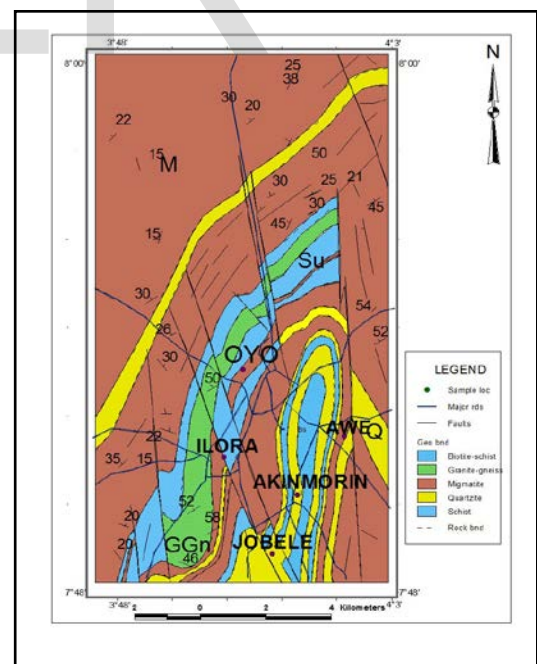 3°48'
4°3'
N
8°00'
8°00'
25
38
30
20
22
50
15
M
21
30
25
30
45
45
15
Su
30
54
26
52
30
OYO
50
AWE
Q
22
ILORA
35
15
AKINMORIN
52
58
20
20
GGn
JOBELE
46
7°48'
7°48'
3°48'
4°3'
2 0 2 4 Kilometers
LEGEND
Sample loc
Major rds
Faults
Geo bnd
Biotite-schist
Granite-gneiss
Migmatite
Quartzite
Schist
Rock bnd